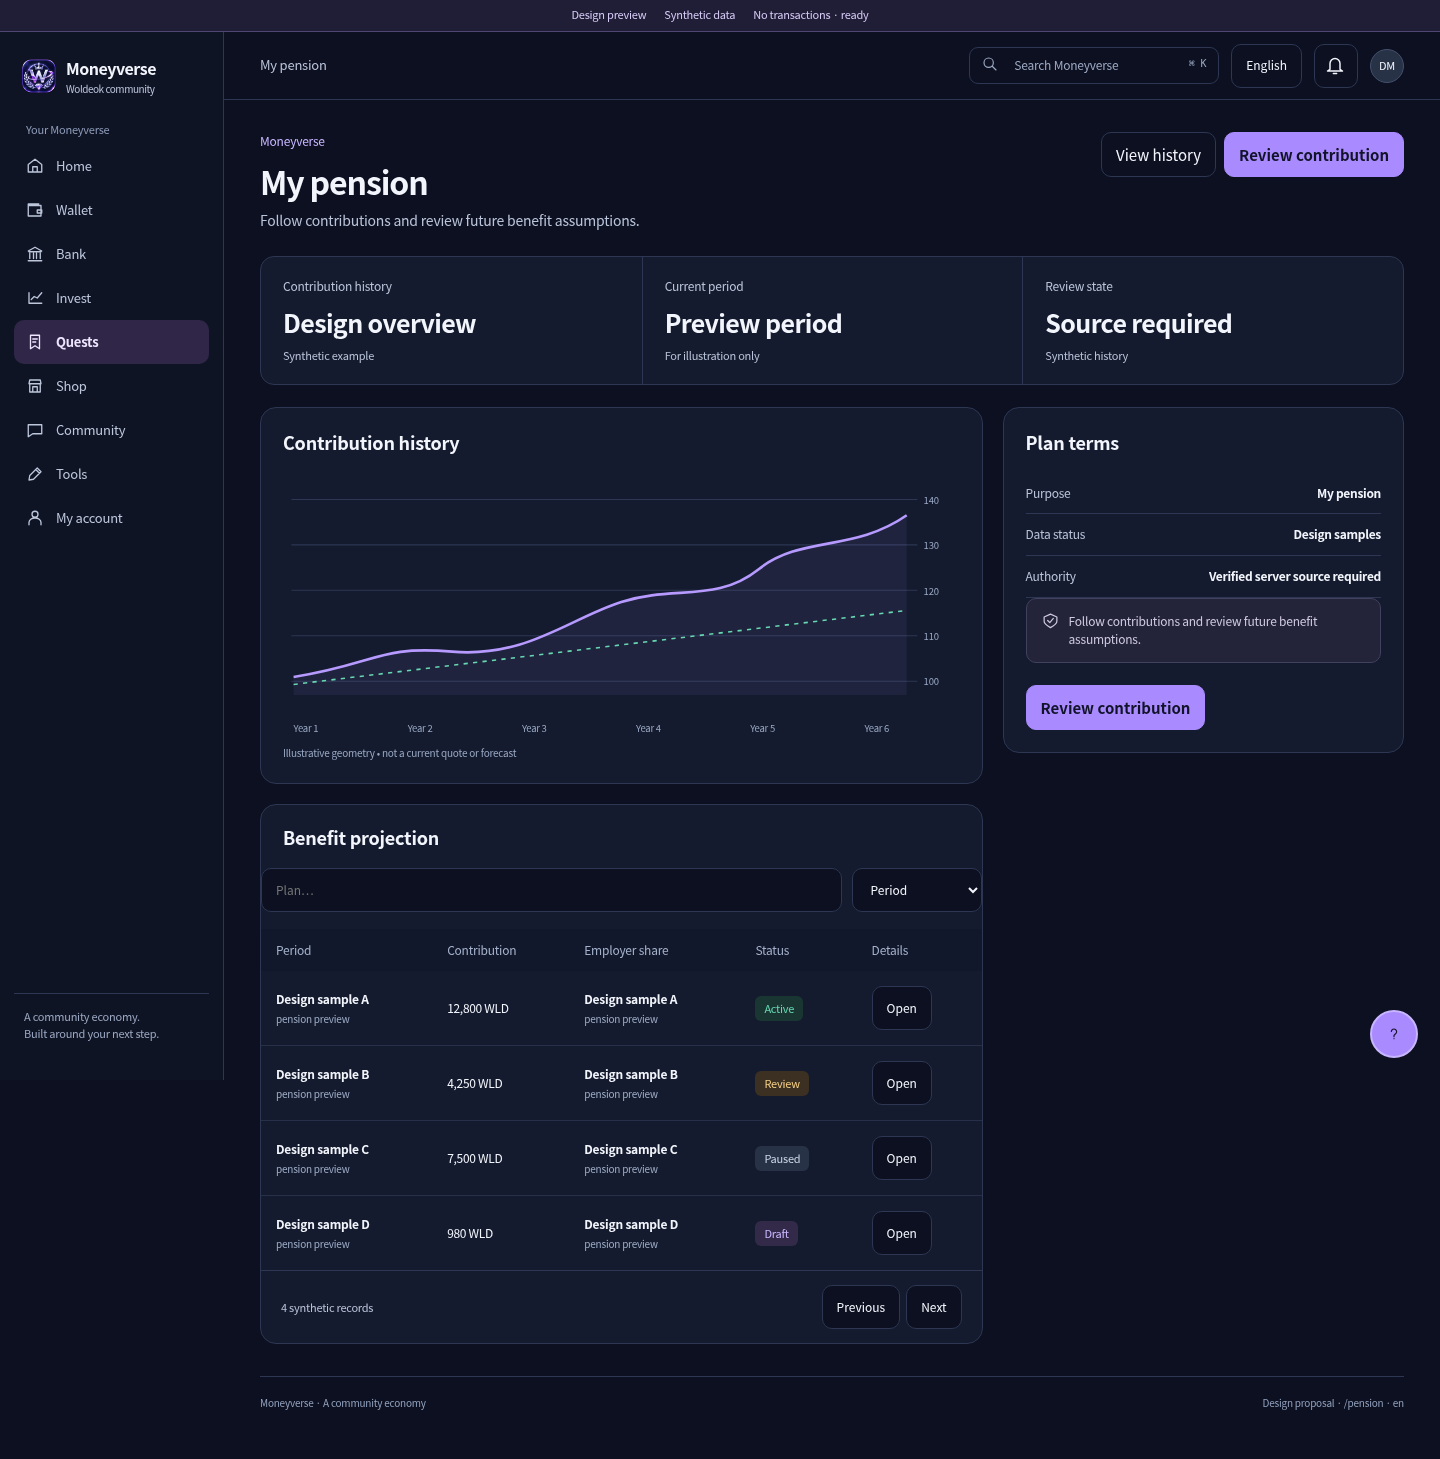 Design preview Synthetic data No transactions · ready
Moneyverse
Woldeok community
Your Moneyverse
Home
Wallet
Bank
Invest
Quests
Shop
Community
Tools
My account
A community economy.
Built around your next step.
My pension
Search Moneyverse ⌘ K
English
DM
Moneyverse
My pension
Follow contributions and review future benefit assumptions.
View history
Review contribution
Contribution history
Design overview
Synthetic example
Current period
Preview period
For illustration only
Review state
Source required
Synthetic history
Contribution history
140
130
120
110
100
Year 1 Year 2 Year 3 Year 4 Year 5 Year 6
Illustrative geometry • not a current quote or forecast
Plan terms
Purpose My pension
Data status Design samples
Authority Verified server source required
Follow contributions and review future benefit
assumptions.
Review contribution
Benefit projection
Plan... Period
Period Contribution Employer share Status Details
Design sample A 12,800 WLD Design sample A Active Open
pension preview pension preview
Design sample B 4,250 WLD Design sample B Review Open
pension preview pension preview
Design sample C 7,500 WLD Design sample C Paused Open
pension preview pension preview
Design sample D 980 WLD Design sample D Draft Open
pension preview pension preview
4 synthetic records Previous Next
?
Moneyverse · A community economy
Design proposal · /pension · en